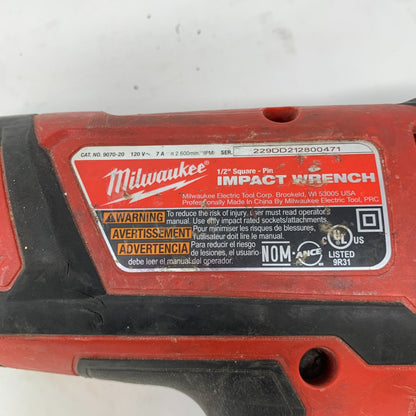 CAT. NO. 9070-20 120 V~ 7 A n 2 600/min (IPM) SER. 229DD212800471
Milwaukee
1/2" Square - Pin
IMPACT WRENCH
Milwaukee Electric Tool Corp. Brookfield, WI 53005 USA
Professionally Made In China By Milwaukee Electric Tool, PRC
WARNING To reduce the risk of injury, user must read operator's
manual. Use impact rated sockets/attachments.
AVERTISSEMENT Pour minimiser les risques de blessures,
l'utilisateur doit lire le manuel.
ADVERTENCIA Para reducir el riesgo
de lesiones, el usuario
debe leer el manual del operador.
NOM-
ANCE
C UL US
LISTED
9R31